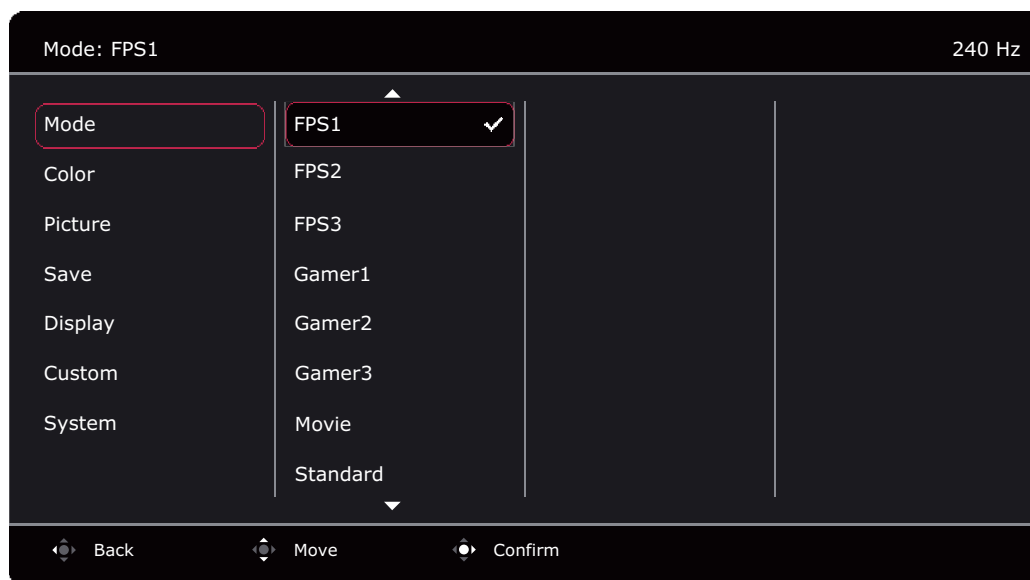 Mode: FPS1
240 Hz
Mode
Color
Picture
Save
Display
Custom
System
FPS1
FPS2
FPS3
Gamer1
Gamer2
Gamer3
Movie
Standard
Back
Move
Confirm